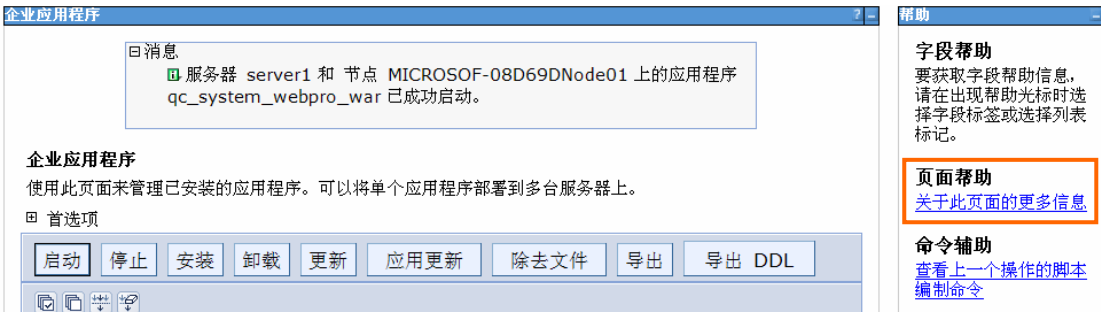 企业应用程序
消息
服务器 server1 和 节点 MICROSOF-08D69DNode01 上的应用程序
qc_system_webpro_war 已成功启动。
企业应用程序
使用此页面来管理已安装的应用程序。可以将单个应用程序部署到多台服务器上。
首选项
启动 停止 安装 卸载 更新 应用更新 除去文件 导出 导出 DDL
帮助
字段帮助
要获取字段帮助信息，
请在出现帮助光标时选
择字段标签或选择列表
标记。
页面帮助
关于此页面的更多信息
命令辅助
查看上一个操作的脚本
编制命令